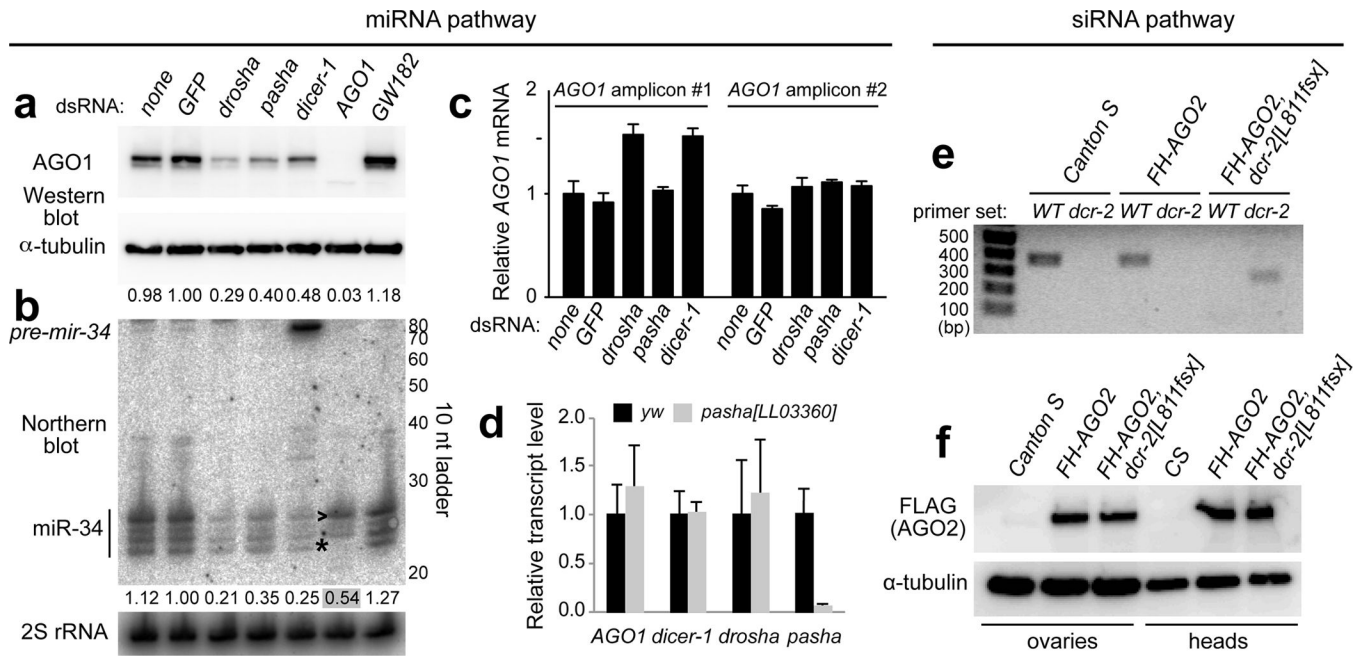 miRNA pathway
siRNA pathway
a
dsRNA: none GFP drosha pasha dicer-1 AGO1 GW182
AGO1
Western blot
α-tubulin
0.98 1.00 0.29 0.40 0.48 0.03 1.18
b
pre-mir-34
Northern blot
miR-34
>
*
80
70
60
50
40
30
20
10 nt ladder
1.12 1.00 0.21 0.35 0.25 0.54 1.27
2S rRNA
c
AGO1 amplicon #1
AGO1 amplicon #2
Relative AGO1 mRNA
2
1
0
dsRNA: none GFP drosha pasha dicer-1 none GFP drosha pasha dicer-1
d
yw
pasha[LL03360]
Relative transcript level
2.0
1.5
1.0
0.5
0.0
AGO1 dicer-1 drosha pasha
e
Canton S
FH-AGO2
FH-AGO2, dcr-2[L811fsx]
primer set: WT dcr-2 WT dcr-2 WT dcr-2
500
400
300
200
100
(bp)
f
Canton S
FH-AGO2
FH-AGO2, dcr-2[L811fsx]
CS
FH-AGO2
FH-AGO2, dcr-2[L811fsx]
FLAG
(AGO2)
α-tubulin
ovaries
heads